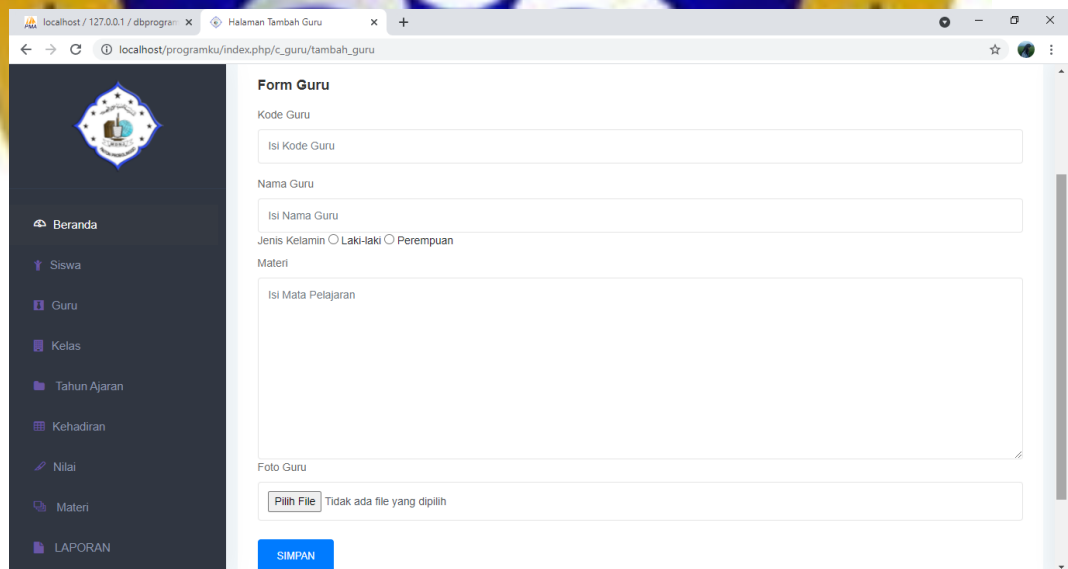 localhost / 127.0.0.1 / dbprogram
Halaman Tambah Guru
localhost/programku/index.php/c_guru/tambah_guru
Beranda
Siswa
Guru
Kelas
Tahun Ajaran
Kehadiran
Nilai
Materi
LAPORAN
Form Guru
Kode Guru
Isi Kode Guru
Nama Guru
Isi Nama Guru
Jenis Kelamin Laki-laki Perempuan
Materi
Isi Mata Pelajaran
Foto Guru
Pilih File Tidak ada file yang dipilih
SIMPAN